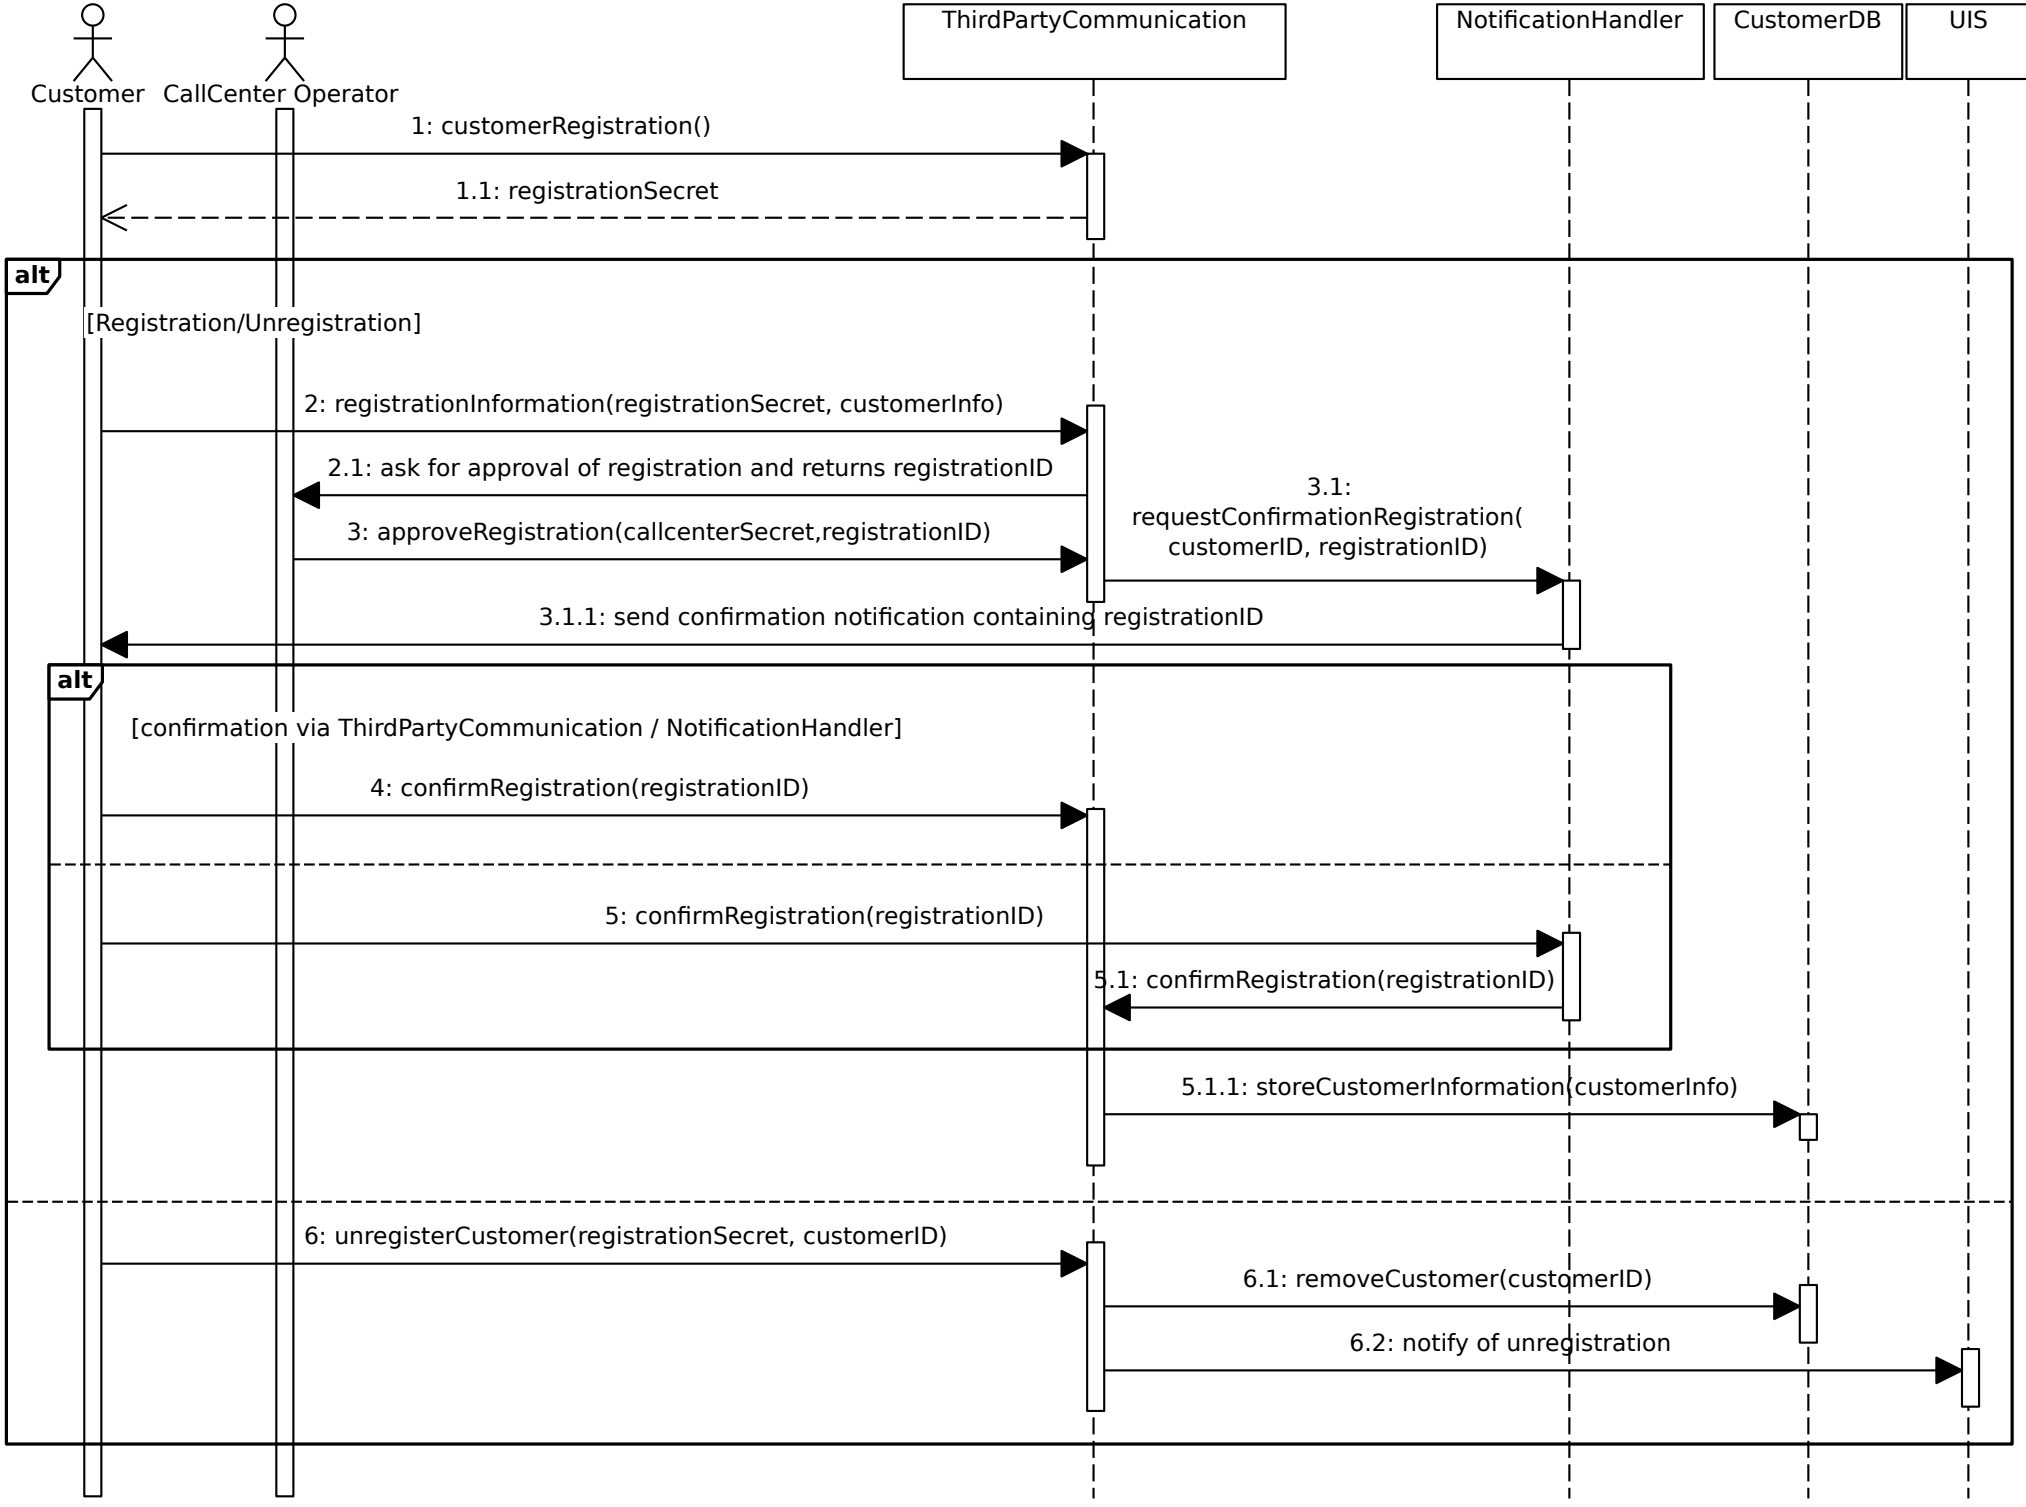 ThirdPartyCommunication
NotificationHandler
CustomerDB
UIS
Customer
CallCenter Operator
1: customerRegistration()
1.1: registrationSecret
alt
[Registration/Unregistration]
2: registrationInformation(registrationSecret, customerInfo)
2.1: ask for approval of registration and returns registrationID
3.1:
requestConfirmationRegistration(
customerID, registrationID)
3: approveRegistration(callcenterSecret,registrationID)
3.1.1: send confirmation notification containing registrationID
alt
[confirmation via ThirdPartyCommunication / NotificationHandler]
4: confirmRegistration(registrationID)
5: confirmRegistration(registrationID)
5.1: confirmRegistration(registrationID)
5.1.1: storeCustomerInformation(customerInfo)
6: unregisterCustomer(registrationSecret, customerID)
6.1: removeCustomer(customerID)
6.2: notify of unregistration